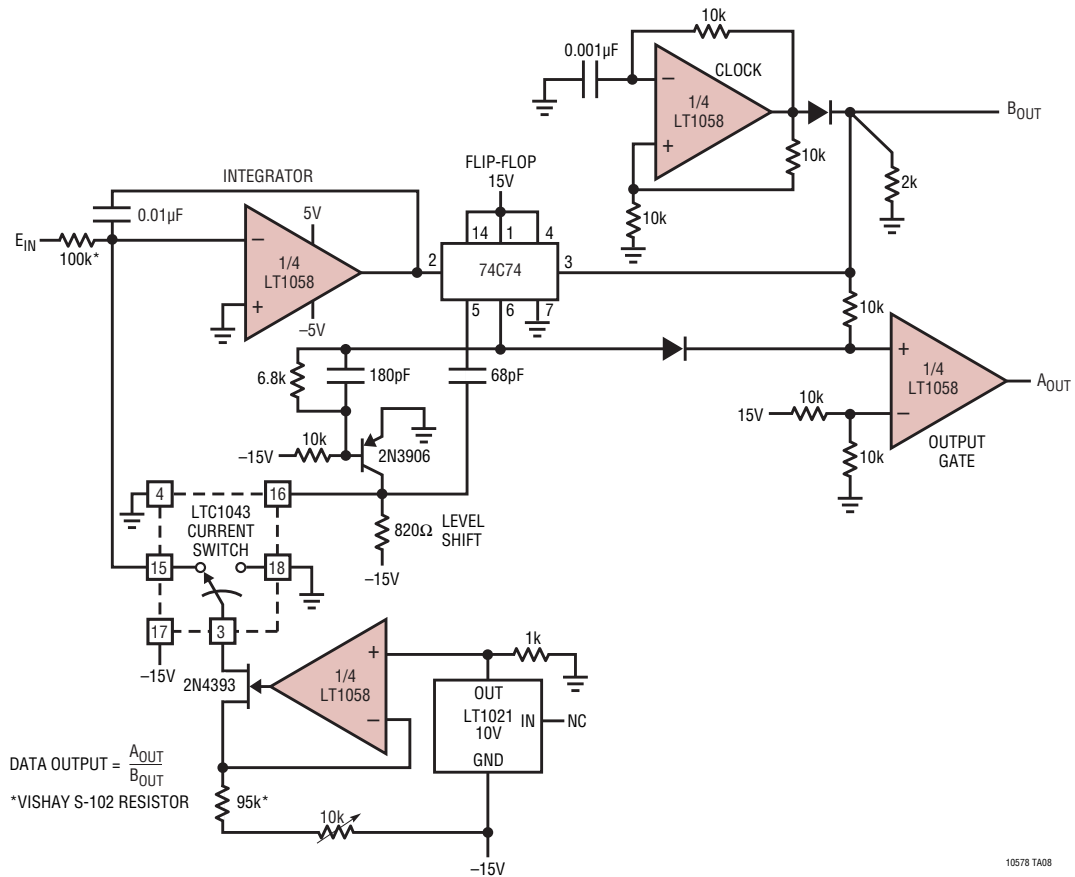 10k
0.001µF
CLOCK
–
1/4
LT1058
+
BOUT
10k
2k
10k
FLIP-FLOP
15V
INTEGRATOR
0.01µF
5V
14
1
4
EIN
100k*
–
1/4
LT1058
+
–5V
2
74C74
3
5
6
7
10k
6.8k
180pF
68pF
+
1/4
LT1058
–
AOUT
15V
10k
10k
OUTPUT
GATE
–15V
10k
2N3906
4
16
LTC1043
CURRENT
SWITCH
820Ω
LEVEL
SHIFT
–15V
15
18
17
3
–15V
2N4393
+
1/4
LT1058
–
1k
OUT
LT1021
10V
IN
NC
GND
DATA OUTPUT = AOUT
BOUT
*VISHAY S-102 RESISTOR
95k*
10k
–15V
10578 TA08